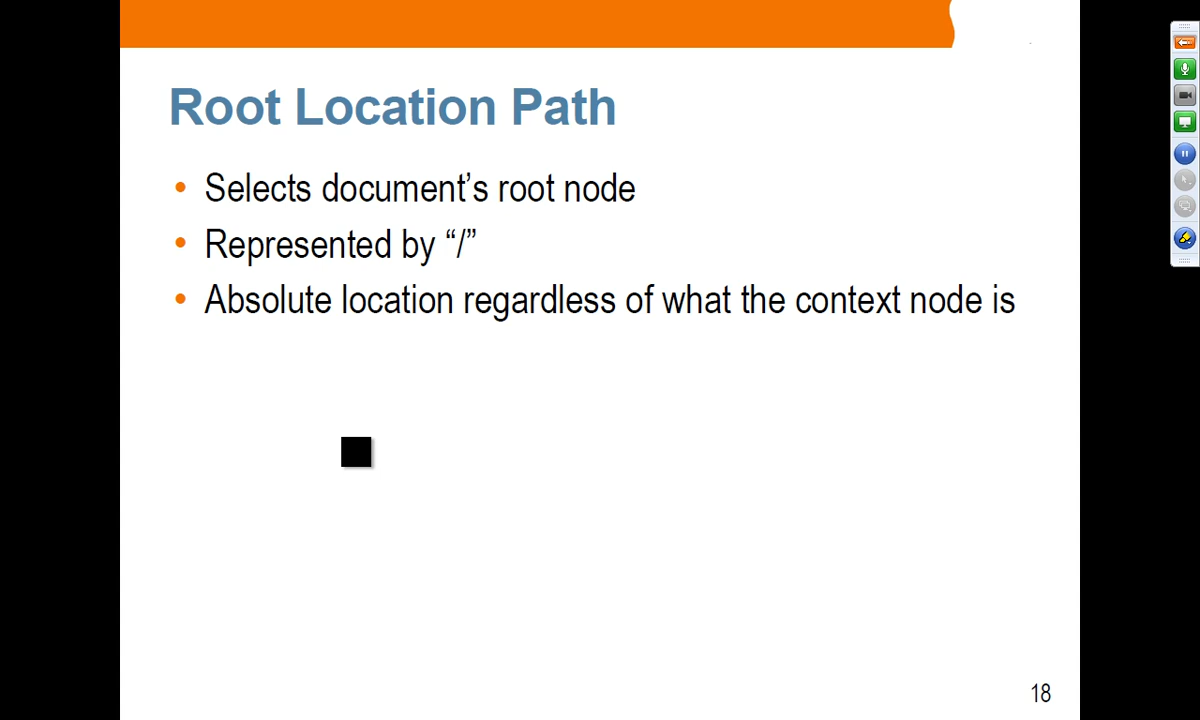 Root Location Path
• Selects document’s root node
• Represented by “/”
• Absolute location regardless of what the context node is
18